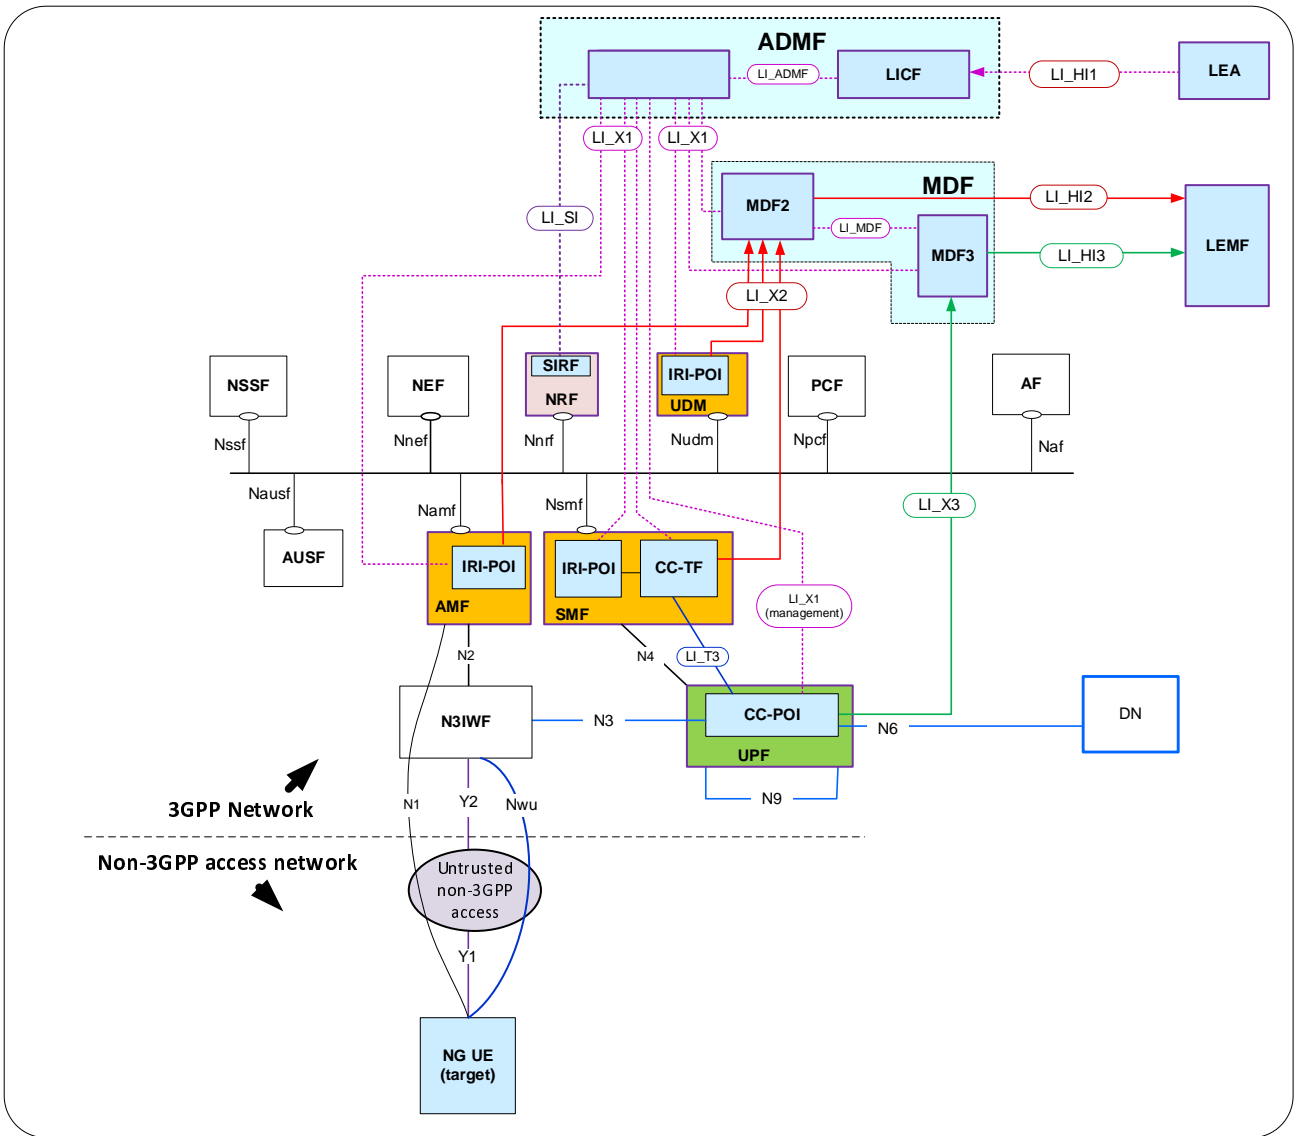 ADMF
LI_ADMF
LICF
LI_HI1
LEA
LI_X1
LI_X1
MDF
MDF2
LI_HI2
LI_SI
LI_MDF
MDF3
LEMF
LI_HI3
LI_X2
NSSF
NEF
SIRF
NRF
IRI-POI
UDM
PCF
AF
Nssf
Nnef
Nnrf
Nudm
Npcf
Naf
Nausf
Namf
Nsmf
LI_X3
AUSF
IRI-POI
AMF
IRI-POI
CC-TF
SMF
LI_X1
(management)
N2
N4
LI_T3
N3IWF
N3
CC-POI
UPF
N6
DN
N9
3GPP Network
N1
Y2
Nwu
Non-3GPP access network
Untrusted
non-3GPP
access
Y1
NG UE
(target)